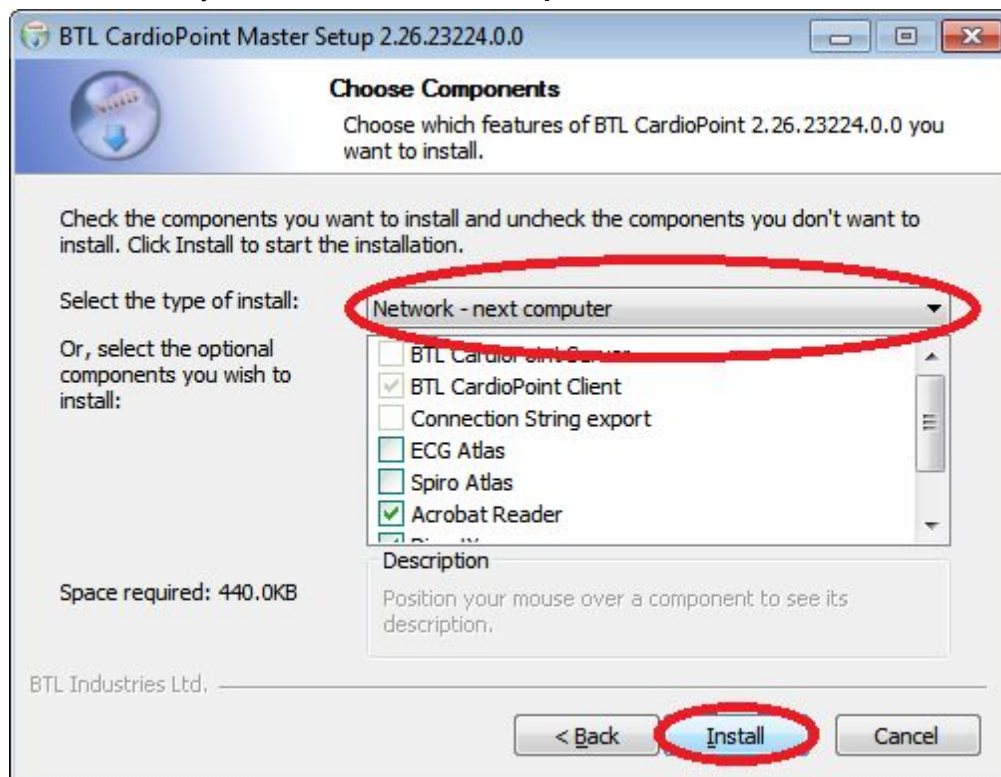 BTL CardioPoint Master Setup 2.26.23224.0.0
Choose Components
Choose which features of BTL CardioPoint 2.26.23224.0.0 you
want to install.
Check the components you want to install and uncheck the components you don't want to
install. Click Install to start the installation.
Select the type of install:
Network - next computer
Or, select the optional
components you wish to
install:
BTL CardioPoint Server
BTL CardioPoint Client
Connection String export
ECG Atlas
Spiro Atlas
Acrobat Reader
Description
Space required: 440.0KB
Position your mouse over a component to see its
description.
BTL Industries Ltd.
< Back
Install
Cancel